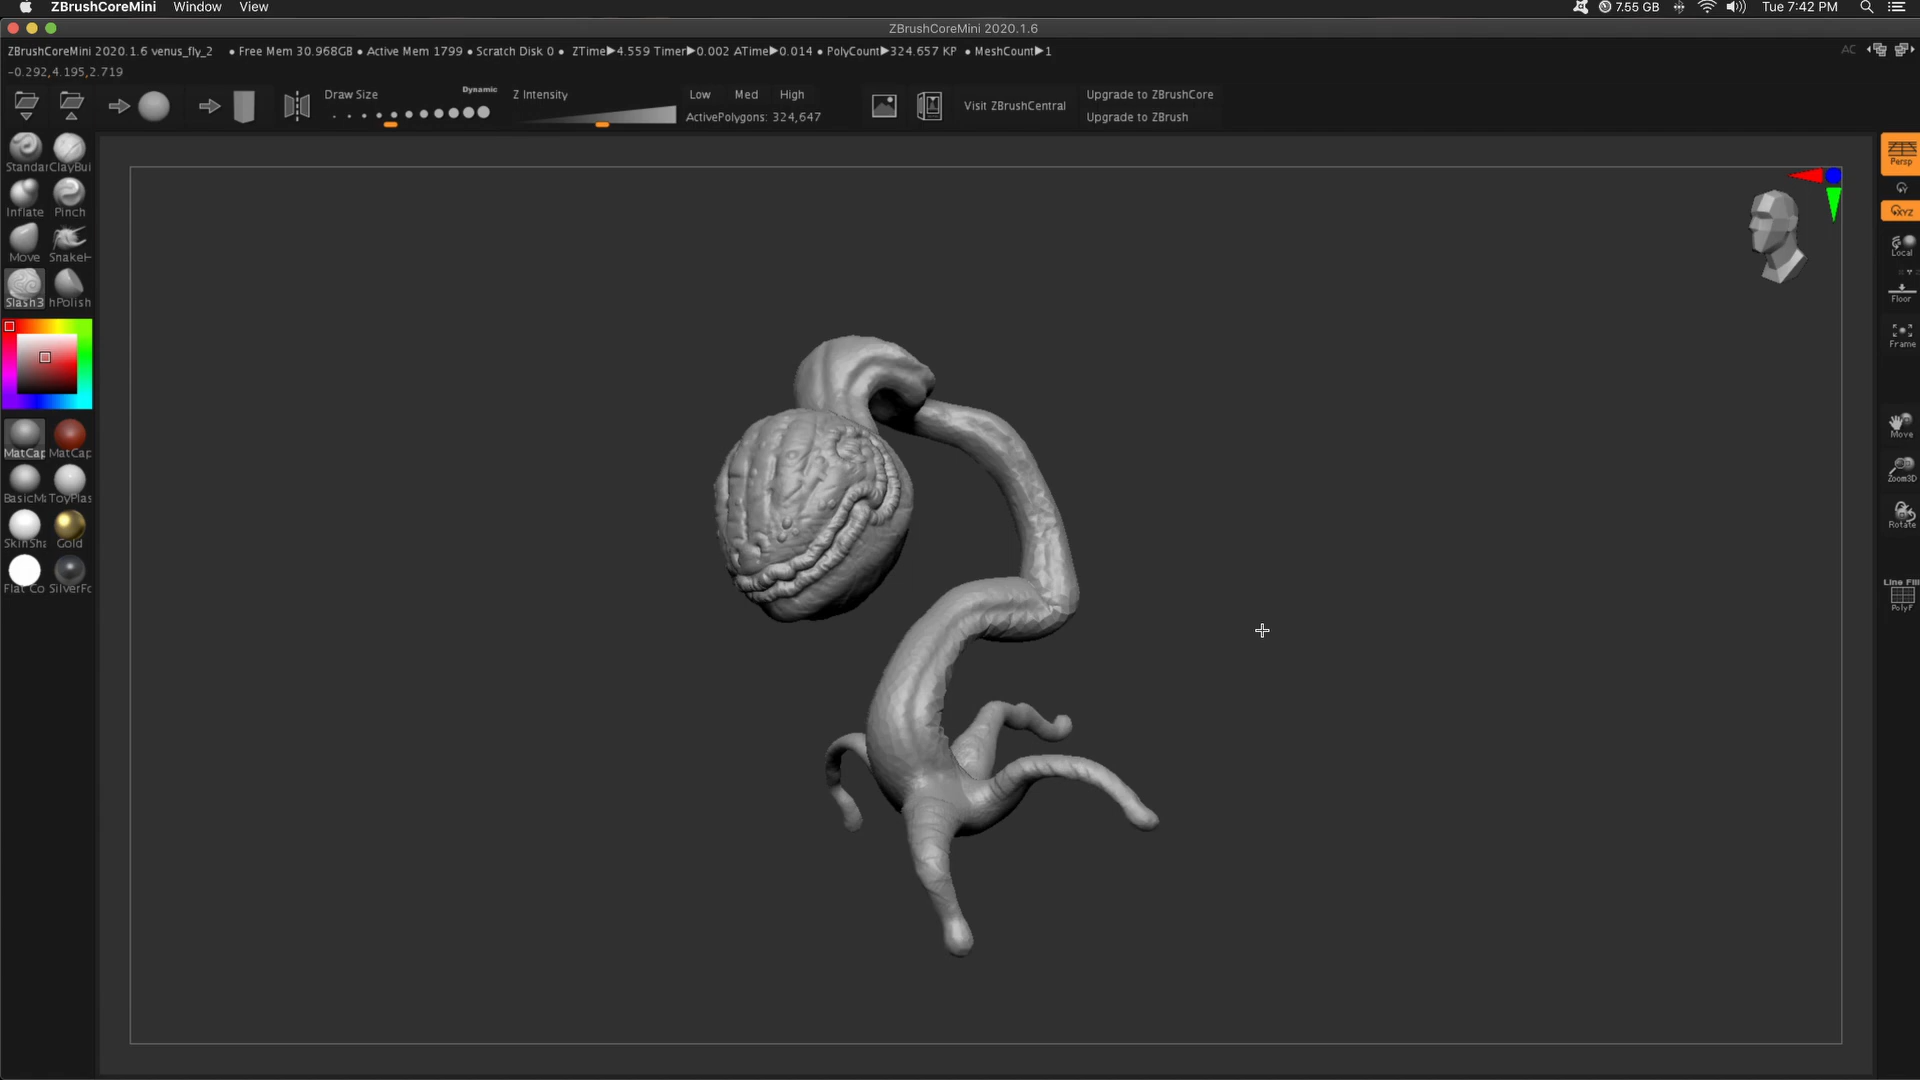 ZBrushCoreMini Window View 7.55 GB Tue 7:42 PM
ZBrushCoreMini 2020.1.6
ZBrushCoreMini 2020.1.6 venus_fly_2 • Free Mem 30.968GB • Active Mem 1799 • Scratch Disk 0 • ZTime▶4.559 Timer▶0.002 ATime▶0.014 • PolyCount▶324.657 KP • MeshCount▶1
AC
-0.292,4.195,2.719
Draw Size Dynamic Z Intensity Low Med High
ActivePolygons: 324,647
Visit ZBrushCentral
Upgrade to ZBrushCore
Upgrade to ZBrush
Standar ClayBui
Inflate Pinch
Move SnakeH
Slash3 hPolish
MatCap MatCap
BasicMa ToyPlas
SkinSha Gold
Flat Co SilverFo
Persp
XYZ
Local
Floor
Frame
Move
Zoom3D
Rotate
Line Fill
PolyF